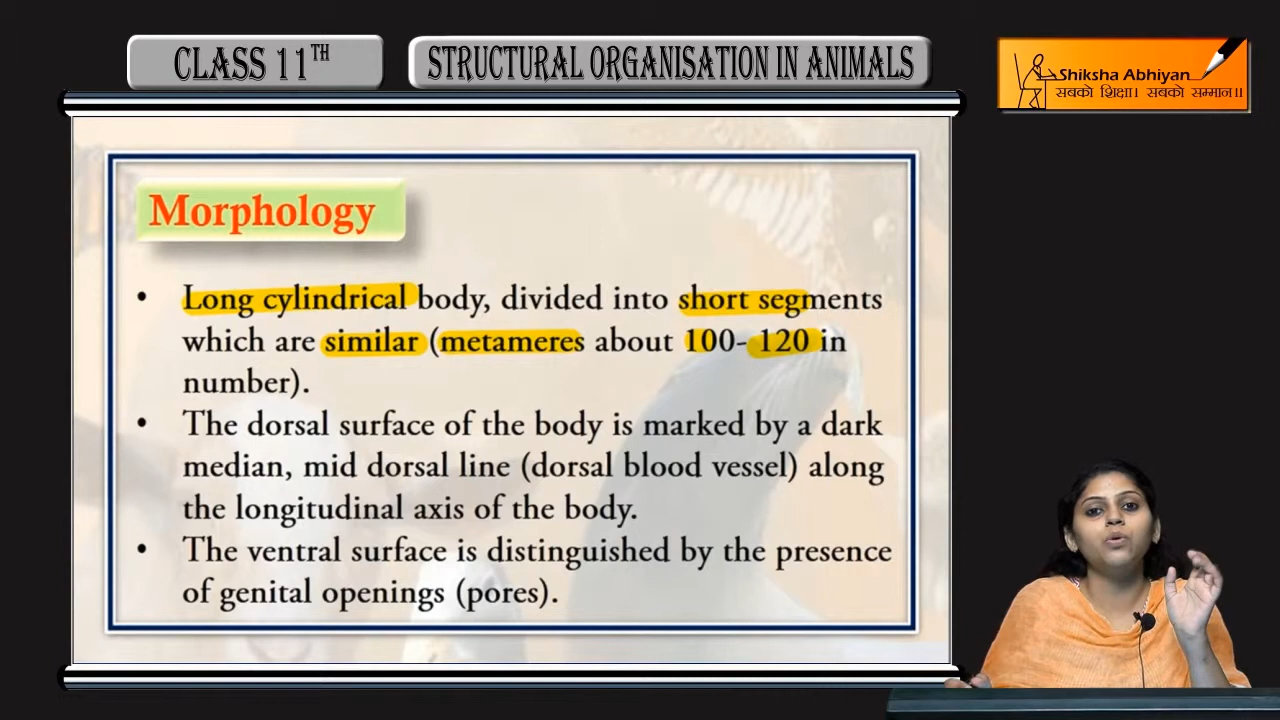 CLASS 11TH
STRUCTURAL ORGANISATION IN ANIMALS
Shiksha Abhiyan
सबको शिक्षा। सबको सम्मान॥
Morphology
• Long cylindrical body, divided into short segments
which are similar (metameres about 100- 120 in
number).
• The dorsal surface of the body is marked by a dark
median, mid dorsal line (dorsal blood vessel) along
the longitudinal axis of the body.
• The ventral surface is distinguished by the presence
of genital openings (pores).